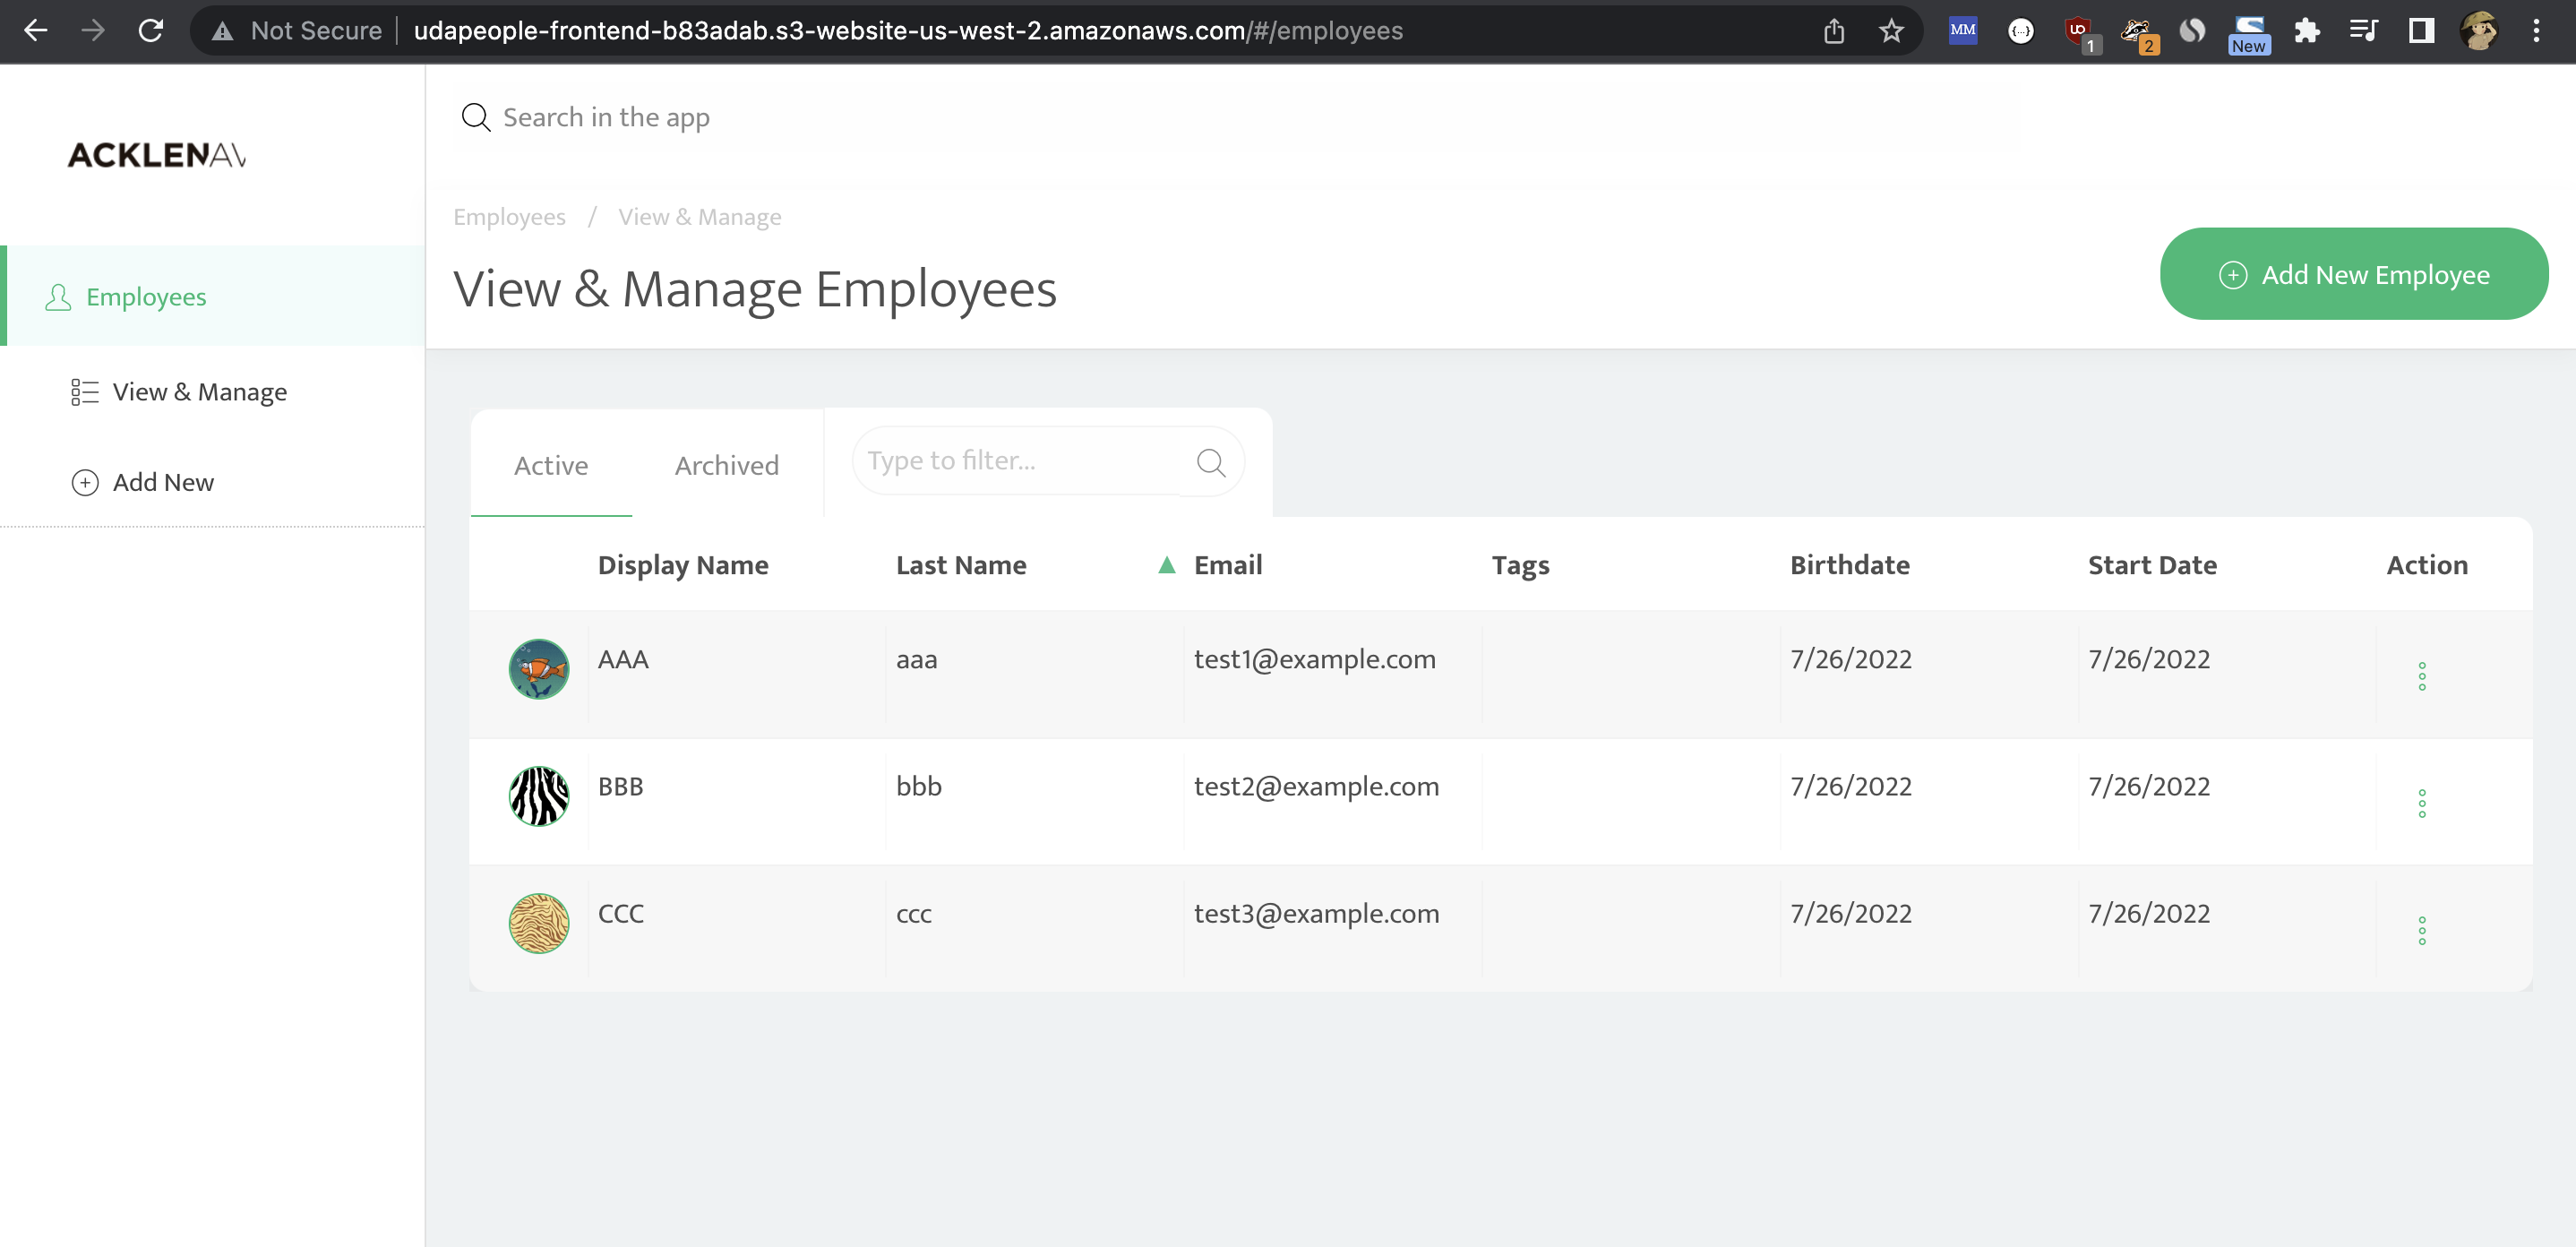 Not Secure udapeople-frontend-b83adab.s3-website-us-west-2.amazonaws.com/#/employees MM {...} UD 1 2 New
Search in the app
ACKLENAV
Employees / View & Manage
View & Manage Employees
Add New Employee
Employees
View & Manage
Add New
Active Archived Type to filter...
Display Name Last Name Email Tags Birthdate Start Date Action
AAA aaa test1@example.com 7/26/2022 7/26/2022
BBB bbb test2@example.com 7/26/2022 7/26/2022
CCC ccc test3@example.com 7/26/2022 7/26/2022